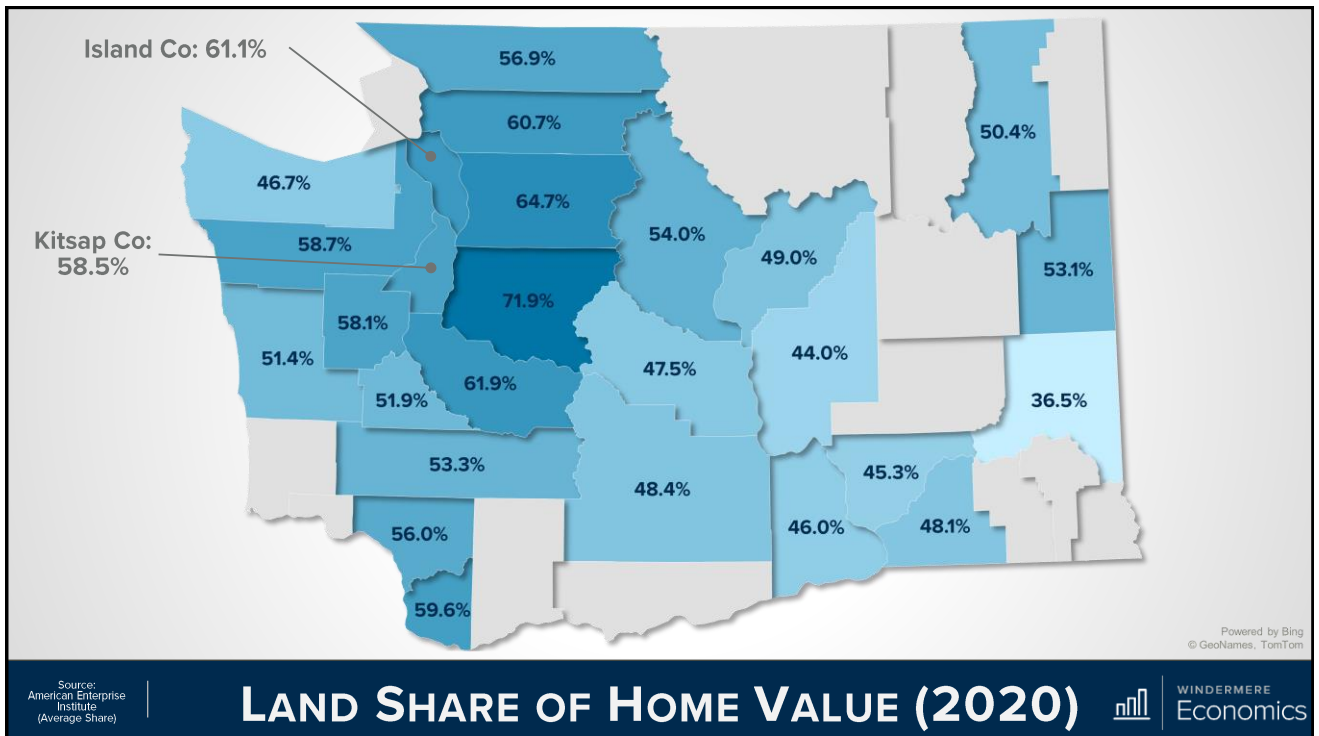 Island Co: 61.1%
56.9%
60.7%
50.4%
46.7%
64.7%
54.0%
Kitsap Co:
58.5%
58.7%
49.0%
53.1%
71.9%
58.1%
44.0%
51.4%
47.5%
61.9%
51.9%
36.5%
53.3%
45.3%
48.4%
46.0%
48.1%
56.0%
59.6%
Powered by Bing
© GeoNames, TomTom
Source:
American Enterprise
Institute
(Average Share)
LAND SHARE OF HOME VALUE (2020)
WINDERMERE
Economics